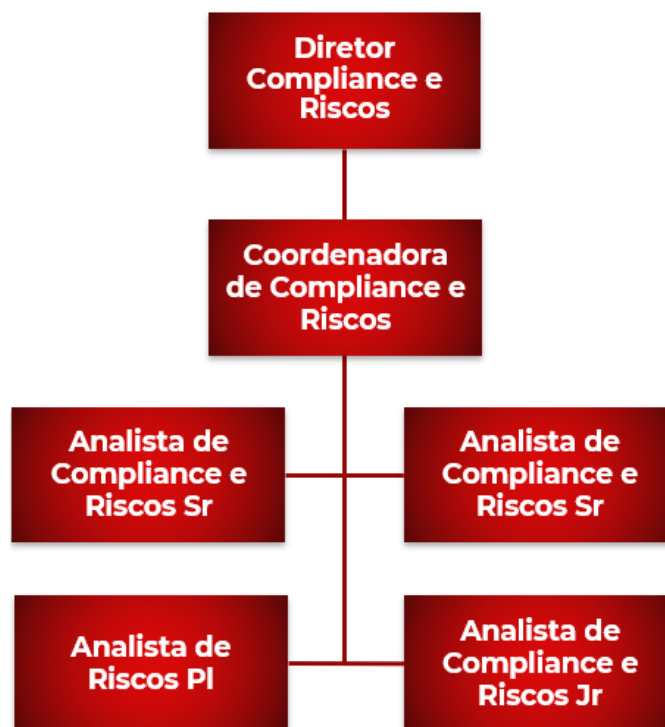 Diretor
Compliance e
Riscos
Coordenadora
de Compliance e
Riscos
Analista de
Compliance e
Riscos Sr
Analista de
Compliance e
Riscos Sr
Analista de
Riscos Pl
Analista de
Compliance e
Riscos Jr